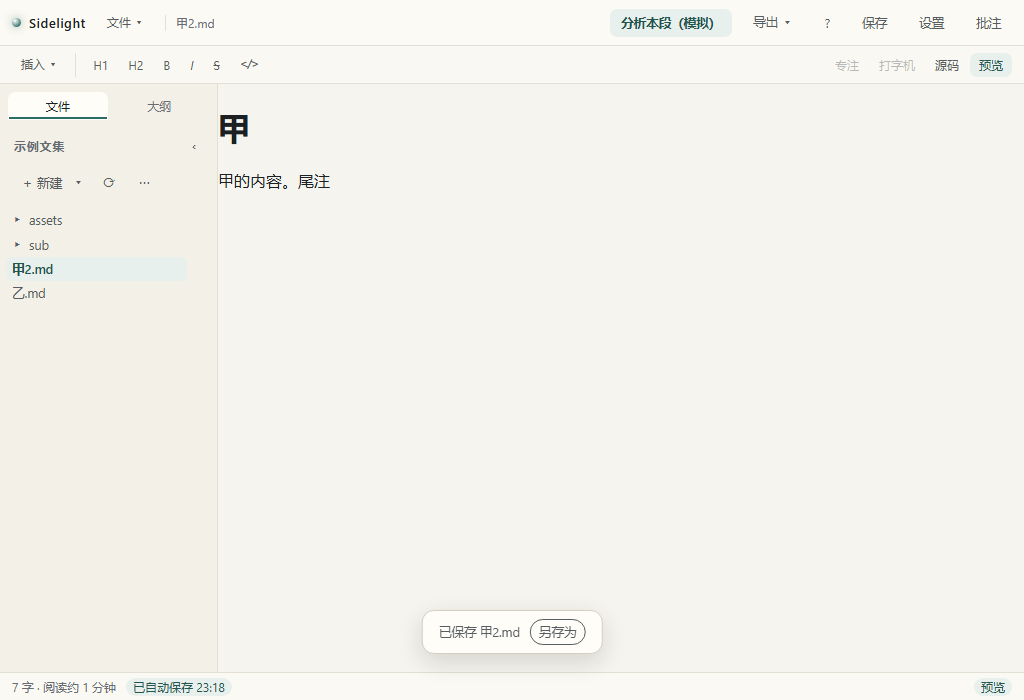 Sidelight 文件 甲2.md 分析本段（模拟） 导出 ? 保存 设置 批注
插入 H1 H2 B I S </> 专注 打字机 源码 预览
文件 大纲
示例文集
+ 新建 ...
assets
sub
甲2.md
乙.md
甲
甲的内容。尾注
已保存 甲2.md 另存为
7 字 · 阅读约 1 分钟 已自动保存 23:18 预览